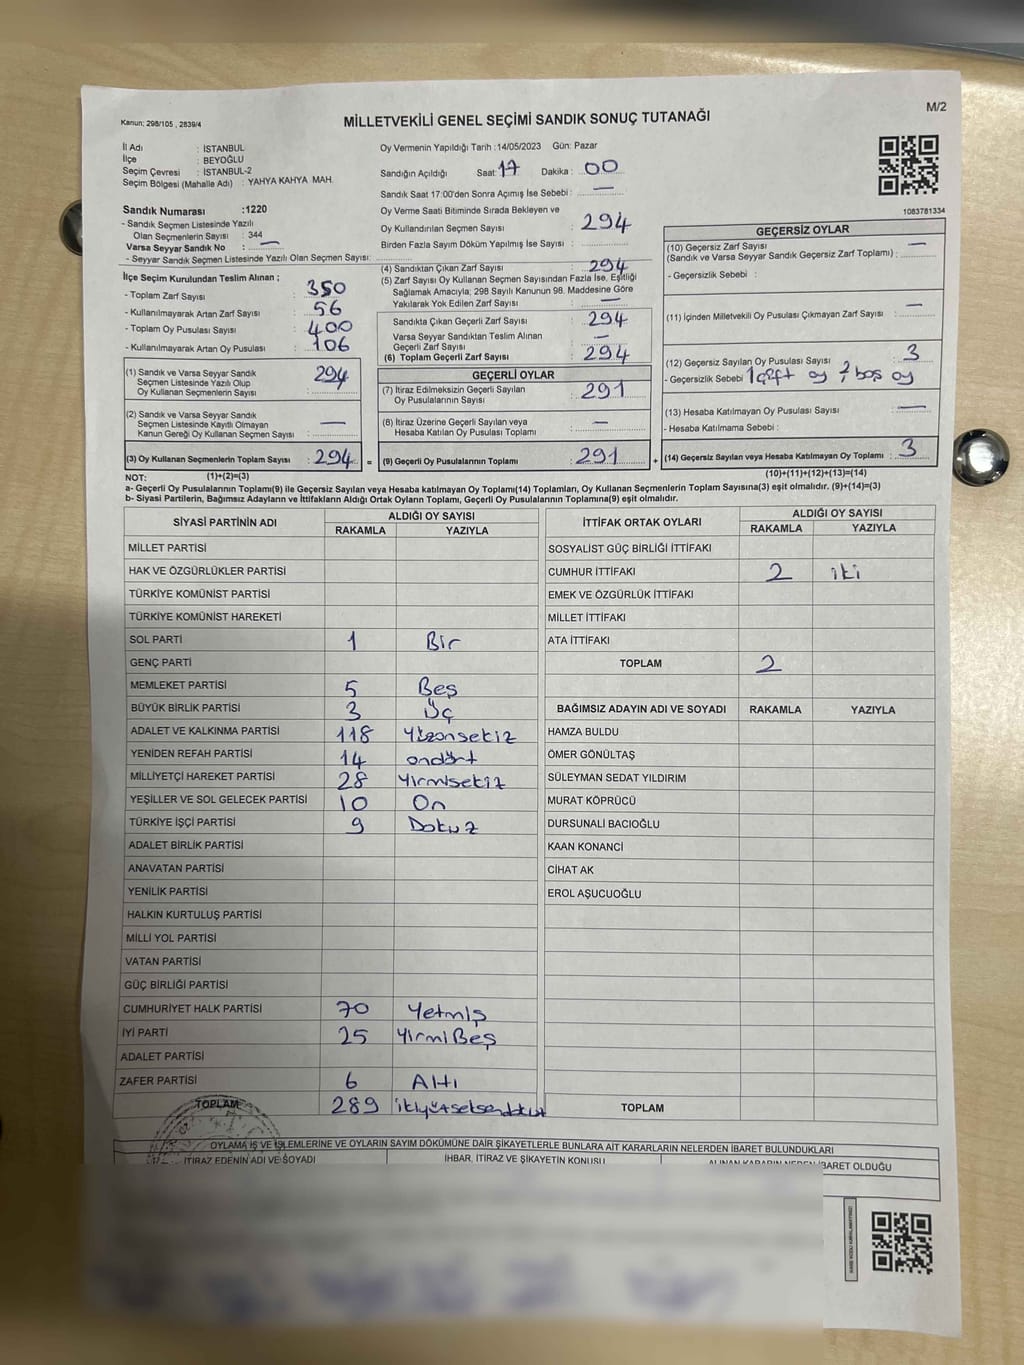 M/2
Kanun: 298/105 , 2839/4
MİLLETVEKİLİ GENEL SEÇİMİ SANDIK SONUÇ TUTANAĞI
İl Adı : İSTANBUL
İlçe : BEYOĞLU
Seçim Çevresi : İSTANBUL-2
Seçim Bölgesi (Mahalle Adı) : YAHYA KAHYA MAH.
Sandık Numarası :1220
- Sandık Seçmen Listesinde Yazılı
Olan Seçmenlerin Sayısı : 344
Varsa Seyyar Sandık No : —
- Seyyar Sandık Seçmen Listesinde Yazılı Olan Seçmen Sayısı:
Oy Vermenin Yapıldığı Tarih :14/05/2023 Gün: Pazar
Sandığın Açıldığı Saat: 17 Dakika : 00
Sandık Saat 17:00'den Sonra Açımış İse Sebebi : —
Oy Verme Saati Bitiminde Sırada Bekleyen ve
Oy Kullandırılan Seçmen Sayısı : 294
Birden Fazla Sayım Döküm Yapılmış İse Sayısı :
1083781334
İlçe Seçim Kurulundan Teslim Alınan ;
- Toplam Zarf Sayısı : 350
- Kullanılmayarak Artan Zarf Sayısı : 56
- Toplam Oy Pusulası Sayısı : 400
- Kullanılmayarak Artan Oy Pusulası : 106
(1) Sandık ve Varsa Seyyar Sandık
Seçmen Listesinde Yazılı Olup
Oy Kullanan Seçmenlerin Sayısı : 294
(2) Sandık ve Varsa Seyyar Sandık
Seçmen Listesinde Kayıtlı Olmayan
Kanun Gereği Oy Kullanan Seçmen Sayısı : —
(3) Oy Kullanan Seçmenlerin Toplam Sayısı : 294 =
(1)+(2)=(3)
(4) Sandıktan Çıkan Zarf Sayısı : 294
(5) Zarf Sayısı Oy Kullanan Seçmen Sayısından Fazla İse, Eşitliği
Sağlamak Amacıyla; 298 Sayılı Kanunun 98. Maddesine Göre
Yakılarak Yok Edilen Zarf Sayısı : —
Sandıkta Çıkan Geçerli Zarf Sayısı : 294
Varsa Seyyar Sandıktan Teslim Alınan
Geçerli Zarf Sayısı : —
(6) Toplam Geçerli Zarf Sayısı : 294
GEÇERLİ OYLAR
(7) İtiraz Edilmeksizin Geçerli Sayılan
Oy Pusulalarının Sayısı : 291
(8) İtiraz Üzerine Geçerli Sayılan veya
Hesaba Katılan Oy Pusulası Toplamı : —
(9) Geçerli Oy Pusulalarının Toplamı : 291 +
GEÇERSİZ OYLAR
(10) Geçersiz Zarf Sayısı
(Sandık ve Varsa Seyyar Sandık Geçersiz Zarf Toplamı) : —
- Geçersizlik Sebebi :
(11) İçinden Milletvekili Oy Pusulası Çıkmayan Zarf Sayısı : —
(12) Geçersiz Sayılan Oy Pusulası Sayısı : 3
- Geçersizlik Sebebi 1 çift oy, 2 boş oy
(13) Hesaba Katılmayan Oy Pusulası Sayısı : —
- Hesaba Katılmama Sebebi :
(14) Geçersiz Sayılan veya Hesaba Katılmayan Oy Toplamı : 3
(10)+(11)+(12)+(13)=(14)
NOT:
a- Geçerli Oy Pusulalarının Toplamı(9) ile Geçersiz Sayılan veya Hesaba katılmayan Oy Toplamı(14) Toplamları, Oy Kullanan Seçmenlerin Toplam Sayısına(3) eşit olmalıdır. (9)+(14)=(3)
b- Siyasi Partilerin, Bağımsız Adayların ve İttifakların Aldığı Ortak Oyların Toplamı, Geçerli Oy Pusulalarının Toplamına(9) eşit olmalıdır.
SİYASİ PARTİNİN ADI ALDIĞI OY SAYISI
RAKAMLA YAZIYLA
MİLLET PARTİSİ
HAK VE ÖZGÜRLÜKLER PARTİSİ
TÜRKİYE KOMÜNİST PARTİSİ
TÜRKİYE KOMÜNİST HAREKETİ
SOL PARTİ 1 Bir
GENÇ PARTİ
MEMLEKET PARTİSİ 5 Beş
BÜYÜK BİRLİK PARTİSİ 3 Üç
ADALET VE KALKINMA PARTİSİ 118 Yüzonsekiz
YENİDEN REFAH PARTİSİ 14 ondört
MİLLİYETÇİ HAREKET PARTİSİ 28 Yirmisekiz
YEŞİLLER VE SOL GELECEK PARTİSİ 10 On
TÜRKİYE İŞÇİ PARTİSİ 9 Dokuz
ADALET BİRLİK PARTİSİ
ANAVATAN PARTİSİ
YENİLİK PARTİSİ
HALKIN KURTULUŞ PARTİSİ
MİLLİ YOL PARTİSİ
VATAN PARTİSİ
GÜÇ BİRLİĞİ PARTİSİ
CUMHURİYET HALK PARTİSİ 70 Yetmiş
İYİ PARTİ 25 YirmiBeş
ADALET PARTİSİ
ZAFER PARTİSİ 6 Altı
TOPLAM 289 ikiyüzseksendokuz
İTTİFAK ORTAK OYLARI ALDIĞI OY SAYISI
RAKAMLA YAZIYLA
SOSYALİST GÜÇ BİRLİĞİ İTTİFAKI
CUMHUR İTTİFAKI 2 iki
EMEK VE ÖZGÜRLÜK İTTİFAKI
MİLLET İTTİFAKI
ATA İTTİFAKI
TOPLAM 2
BAĞIMSIZ ADAYIN ADI VE SOYADI RAKAMLA YAZIYLA
HAMZA BULDU
ÖMER GÖNÜLTAŞ
SÜLEYMAN SEDAT YILDIRIM
MURAT KÖPRÜCÜ
DURSUNALİ BACIOĞLU
KAAN KONANCİ
CİHAT AK
EROL AŞUCUOĞLU
TOPLAM
OYLAMA İŞ VE İŞLEMLERİNE VE OYLARIN SAYIM DÖKÜMÜNE DAİR ŞİKAYETLERLE BUNLARA AİT KARARLARIN NELERDEN İBARET BULUNDUKLARI
İTİRAZ EDENİN ADI VE SOYADI İHBAR, İTİRAZ VE ŞİKAYETİN KONUSU ALINAN KARARIN NEDEN İBARET OLDUĞU